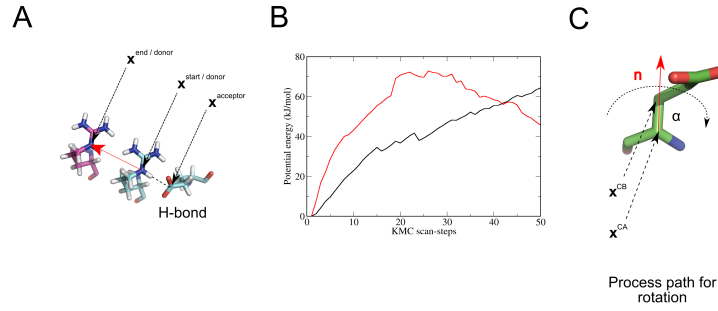 A
x end / donor
x start / donor
x acceptor
H-bond
B
Potential energy (kJ/mol)
80
60
40
20
0
0
10
20
30
40
50
KMC scan-steps
C
n
α
x CB
x CA
Process path for
rotation